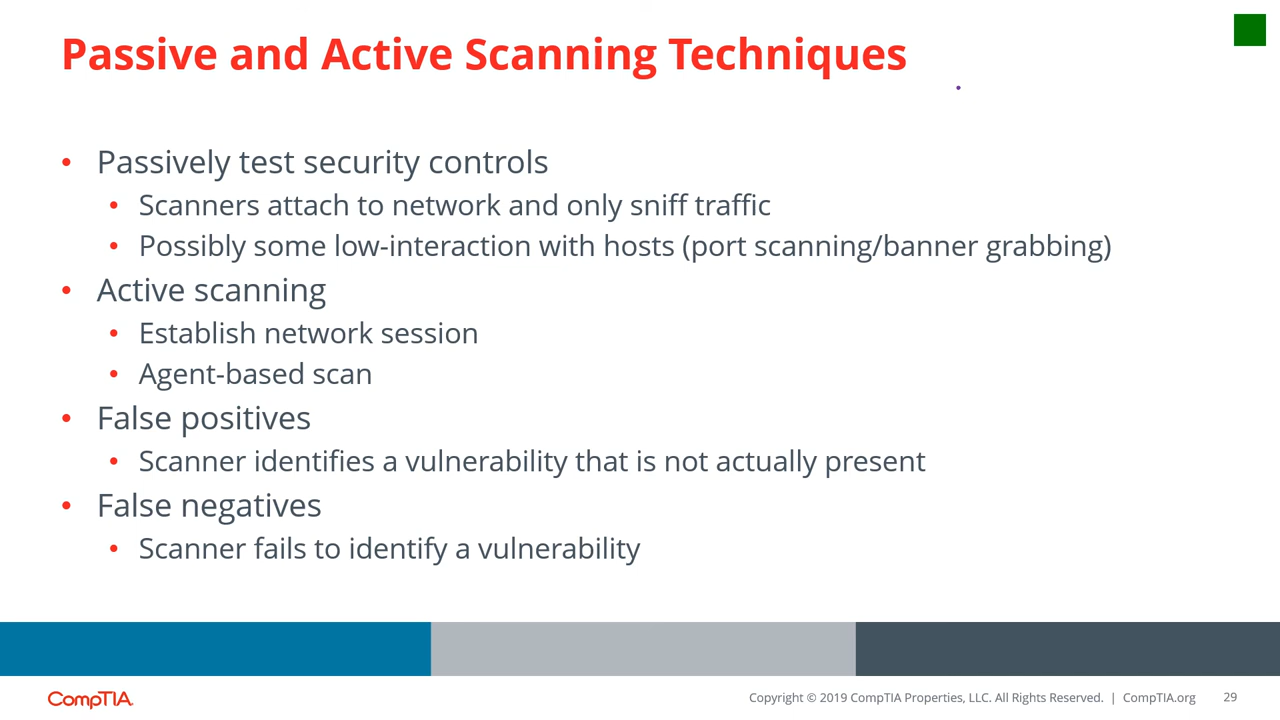 Passive and Active Scanning Techniques
• Passively test security controls
• Scanners attach to network and only sniff traffic
• Possibly some low-interaction with hosts (port scanning/banner grabbing)
• Active scanning
• Establish network session
• Agent-based scan
• False positives
• Scanner identifies a vulnerability that is not actually present
• False negatives
• Scanner fails to identify a vulnerability
CompTIA.
Copyright © 2019 CompTIA Properties, LLC. All Rights Reserved. | CompTIA.org 29